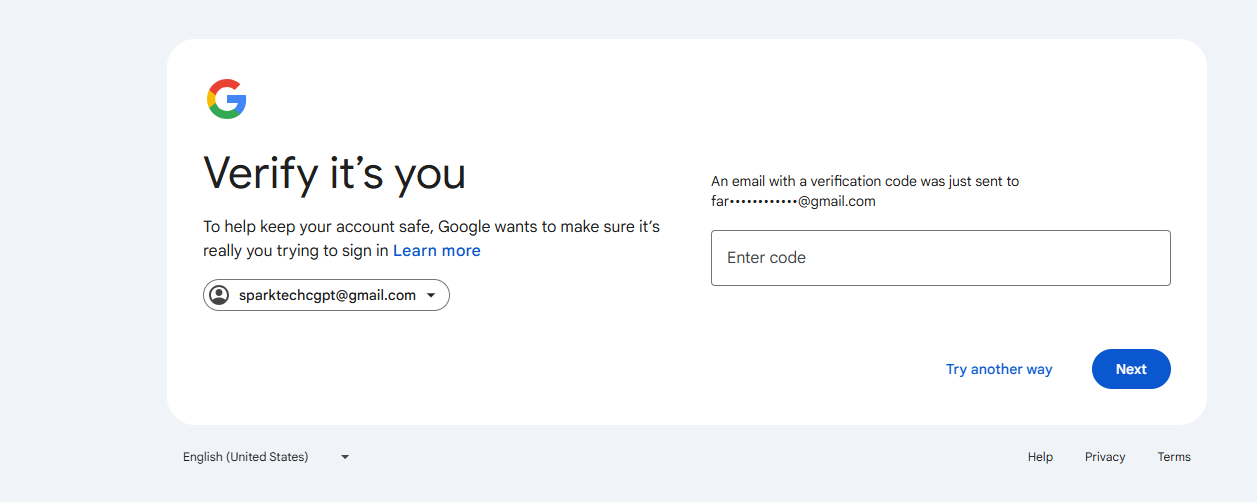 Verify it's you
To help keep your account safe, Google wants to make sure it's
really you trying to sign in Learn more
sparktechcgpt@gmail.com
An email with a verification code was just sent to
far••••••••••••@gmail.com
Enter code
Try another way
Next
English (United States)
Help
Privacy
Terms